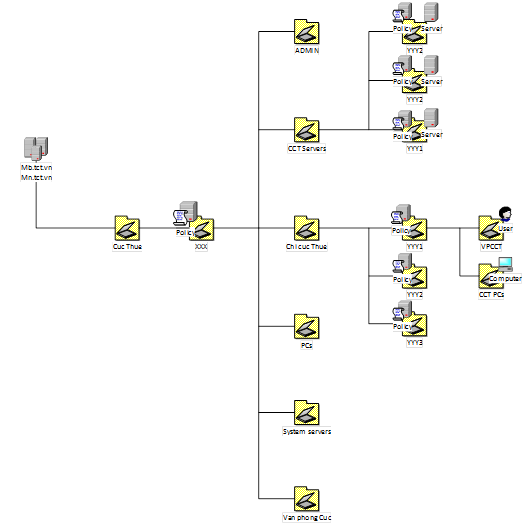 Policy Server
YYY2
ADMIN
Policy Server
YYY2
Policy Server
YYY1
CCT Servers
Mb.tct.vn
Mn.tct.vn
Cuc Thue
Policy
XXX
Chi cuc Thue
Policy
YYY1
User
VPCCT
Policy
YYY2
Computer
CCT PCs
Policy
YYY3
PCs
System servers
Van phong Cuc